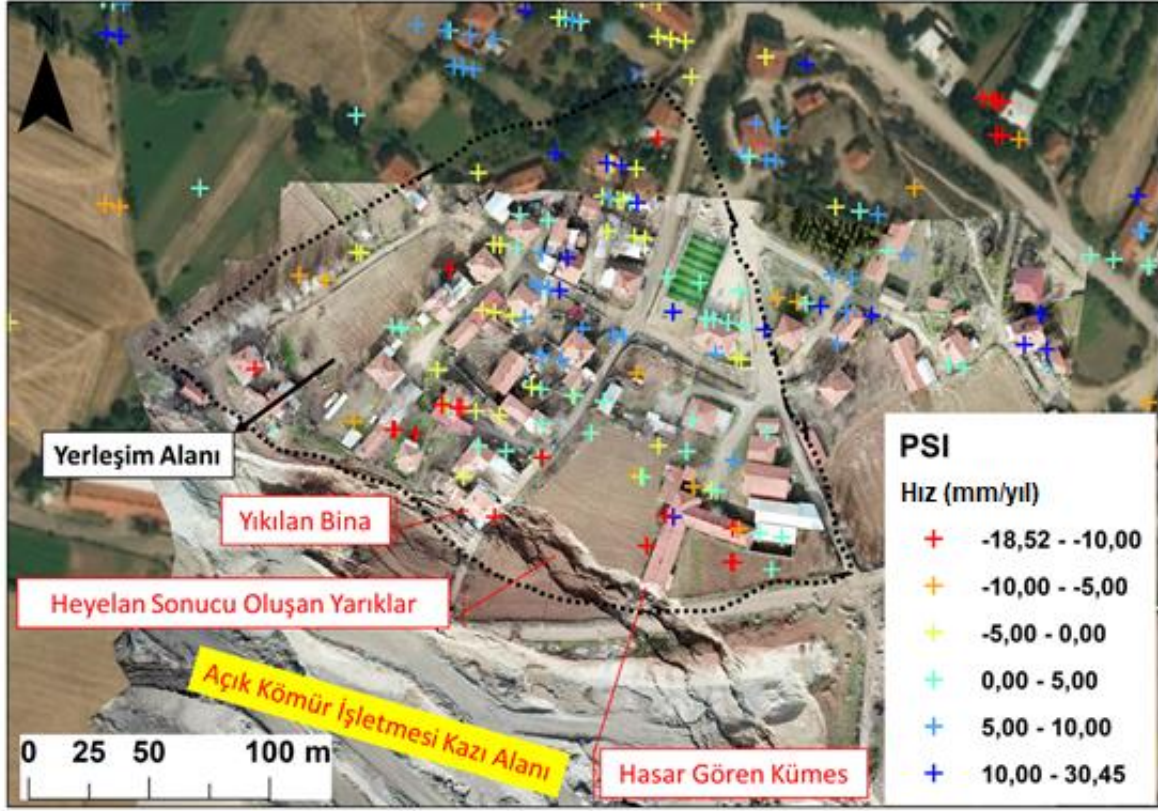 N
Yerleşim Alanı
Yıkılan Bina
Heyelan Sonucu Oluşan Yarıklar
Açık Kömür İşletmesi Kazı Alanı
Hasar Gören Kümes
0 25 50 100 m
PSI
Hız (mm/yıl)
-18,52 - -10,00
-10,00 - -5,00
-5,00 - 0,00
0,00 - 5,00
5,00 - 10,00
10,00 - 30,45